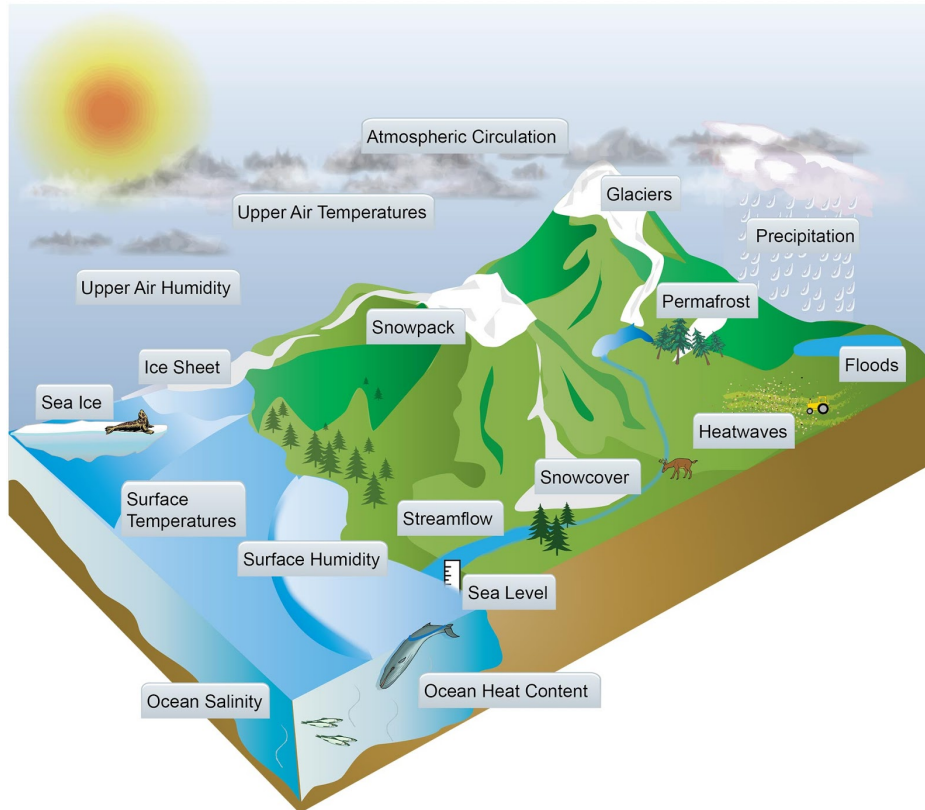 Atmospheric Circulation
Glaciers
Upper Air Temperatures
Precipitation
Upper Air Humidity
Permafrost
Snowpack
Ice Sheet
Floods
Sea Ice
Heatwaves
Snowcover
Surface
Temperatures
Streamflow
Surface Humidity
Sea Level
Ocean Heat Content
Ocean Salinity